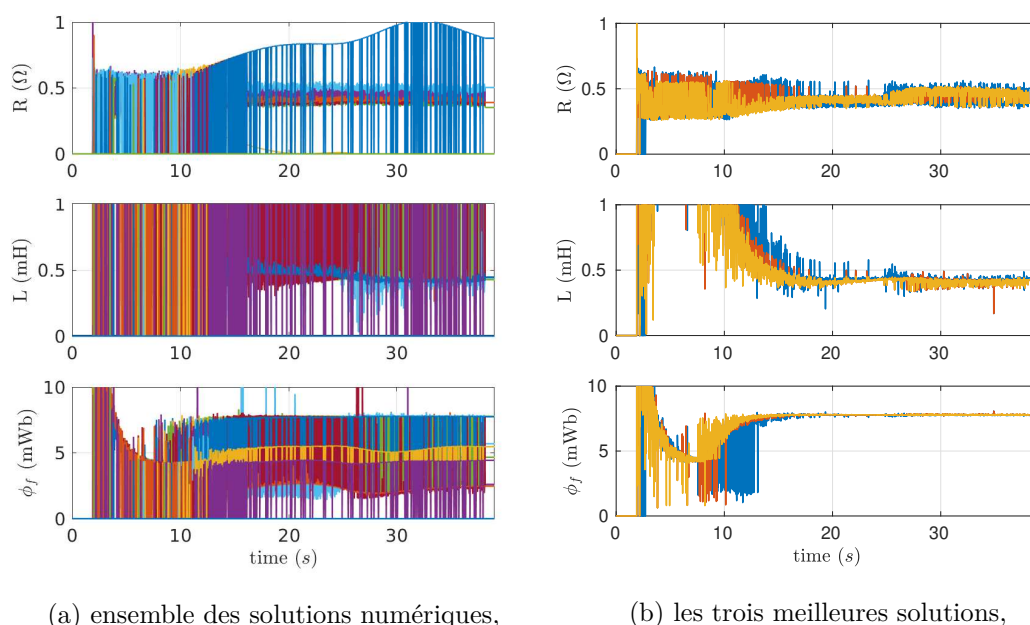 1
0.5
0
R (Ω)
0 10 20 30
1
0.5
0
L (mH)
0 10 20 30
10
5
0
ϕf (mWb)
0 10 20 30
time (s)
(a) ensemble des solutions numériques,
1
0.5
0
R (Ω)
0 10 20 30
1
0.5
0
L (mH)
0 10 20 30
10
5
0
ϕf (mWb)
0 10 20 30
time (s)
(b) les trois meilleures solutions,